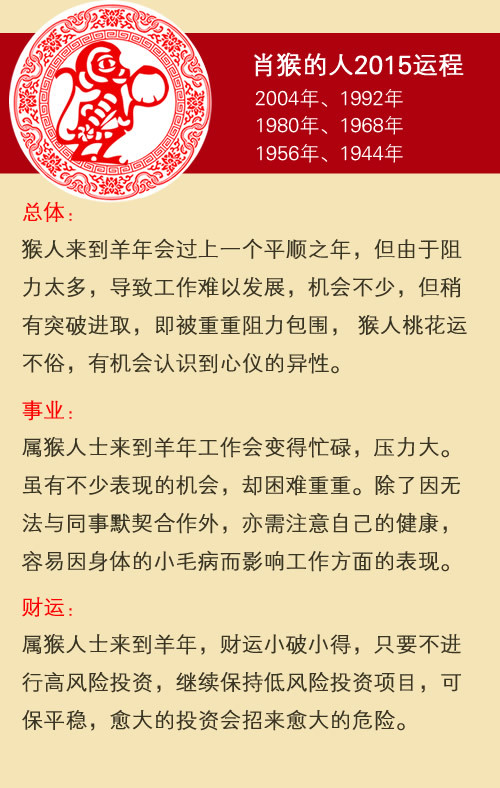 肖猴的人2015运程
2004年、1992年
1980年、1968年
1956年、1944年
总体：
猴人来到羊年会过上一个平顺之年，但由于阻
力太多，导致工作难以发展，机会不少，但稍
有突破进取，即被重重阻力包围， 猴人桃花运
不俗，有机会认识到心仪的异性。
事业：
属猴人士来到羊年工作会变得忙碌，压力大。
虽有不少表现的机会，却困难重重。除了因无
法与同事默契合作外，亦需注意自己的健康，
容易因身体的小毛病而影响工作方面的表现。
财运：
属猴人士来到羊年，财运小破小得，只要不进
行高风险投资，继续保持低风险投资项目，可
保平稳，愈大的投资会招来愈大的危险。